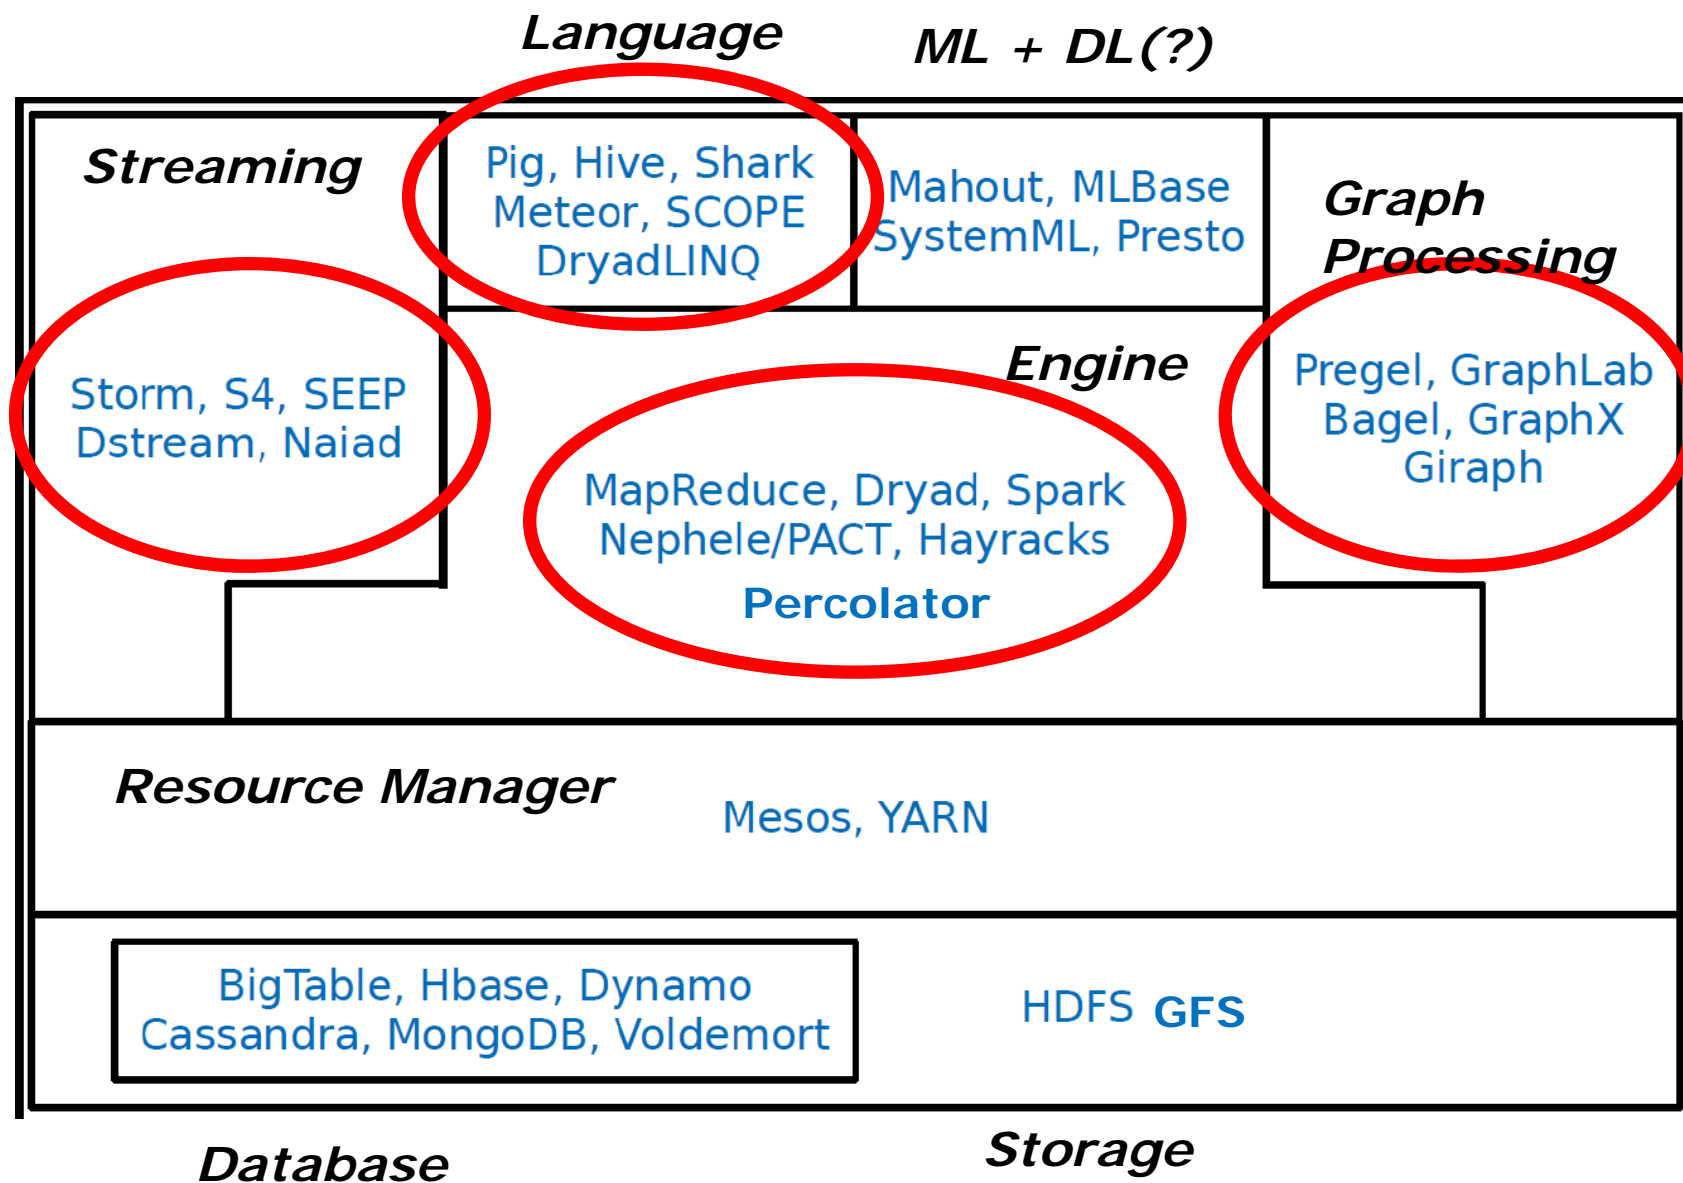 Language
ML + DL(?)
Streaming
Pig, Hive, Shark
Meteor, SCOPE
DryadLINQ
Mahout, MLBase
SystemML, Presto
Graph
Processing
Storm, S4, SEEP
Dstream, Naiad
Engine
MapReduce, Dryad, Spark
Nephele/PACT, Hayracks
Percolator
Pregel, GraphLab
Bagel, GraphX
Giraph
Resource Manager
Mesos, YARN
BigTable, Hbase, Dynamo
Cassandra, MongoDB, Voldemort
HDFS GFS
Database
Storage